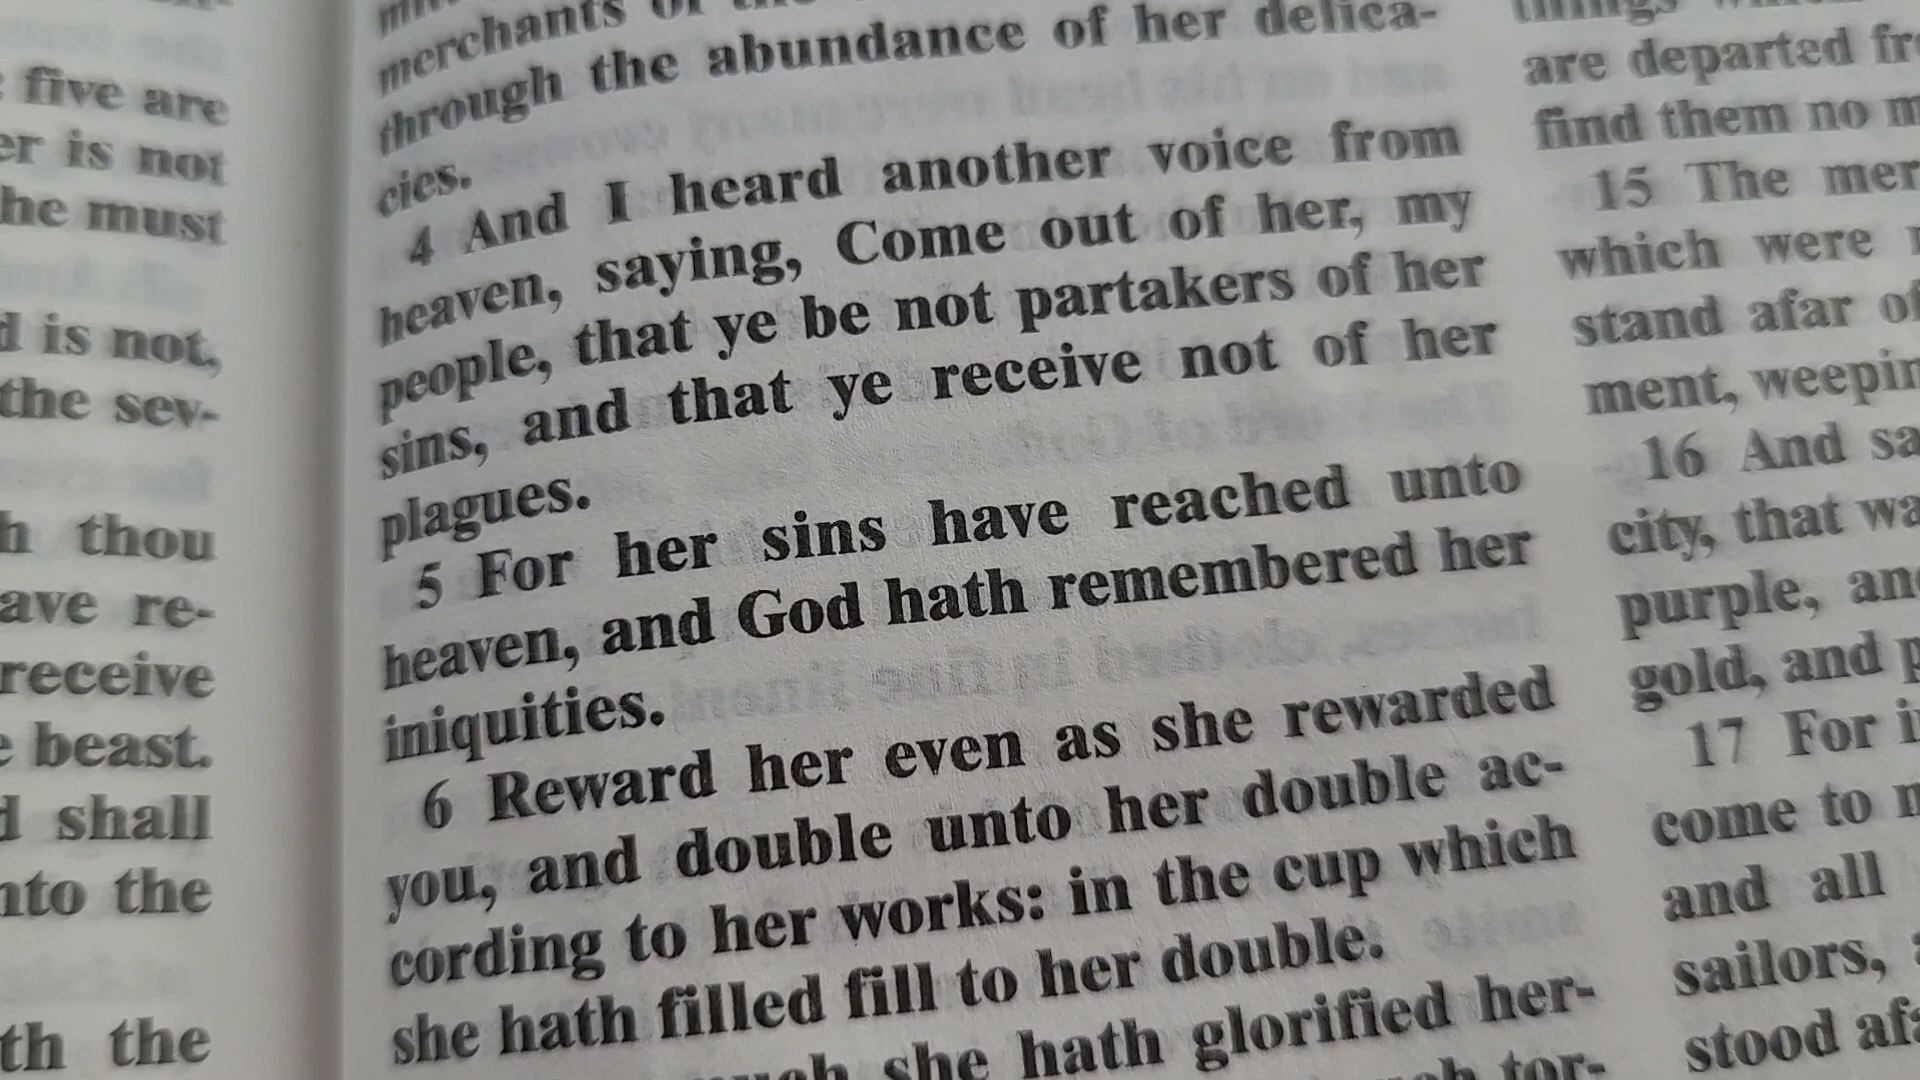 five are
is not
he must
is not,
the sev-
thou
re-
receive
beast.
shall
the
th the
merchants
through the abundance of her delica-
cies.
4 And I heard another voice from
heaven, saying, Come out of her, my
people, that ye be not partakers of her
sins, and that ye receive not of her
plagues.
5 For her sins have reached unto
heaven, and God hath remembered her
iniquities.
6 Reward her even as she rewarded
you, and double unto her double ac-
cording to her works: in the cup which
she hath filled fill to her double.
she hath glorified her-
tor-
things
are departed
find them no
15 The mer
which were
stand afar
ment, weepin
16 And sa
city, that wa
purple, an
gold, and p
17 For
come to
and all
sailors,
stood afa